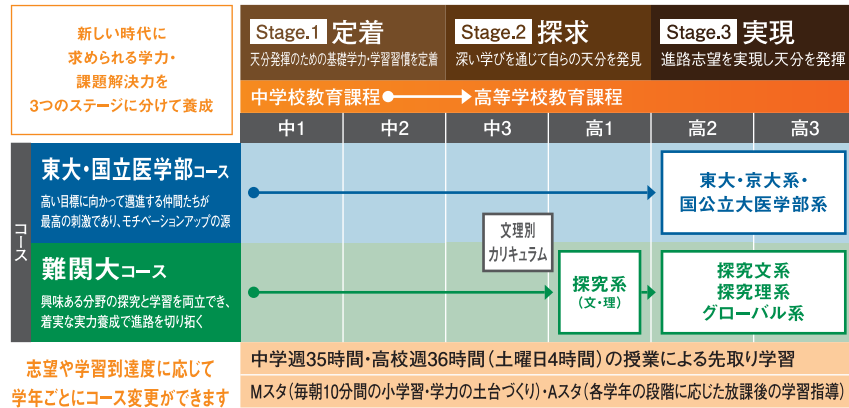 新しい時代に
求められる学力・
課題解決力を
3つのステージに分けて養成
Stage.1 定着
天分発揮のための基礎学力・学習習慣を定着
Stage.2 探求
深い学びを通じて自らの天分を発見
Stage.3 実現
進路志望を実現し天分を発揮
中学校教育課程
高等学校教育課程
中1
中2
中3
高1
高2
高3
コース
東大・国立医学部コース
高い目標に向かって邁進する仲間たちが
最高の刺激であり、モチベーションアップの源
東大・京大系・
国公立大医学部系
文理別
カリキュラム
難関大コース
興味ある分野の探究と学習を両立でき、
着実な実力養成で進路を切り拓く
探究系
(文・理)
探究文系
探究理系
グローバル系
志望や学習到達度に応じて
学年ごとにコース変更ができます
中学週35時間・高校週36時間(土曜日4時間)の授業による先取り学習
Mスタ(毎朝10分間の小学習・学力の土台づくり)・Aスタ(各学年の段階に応じた放課後の学習指導)